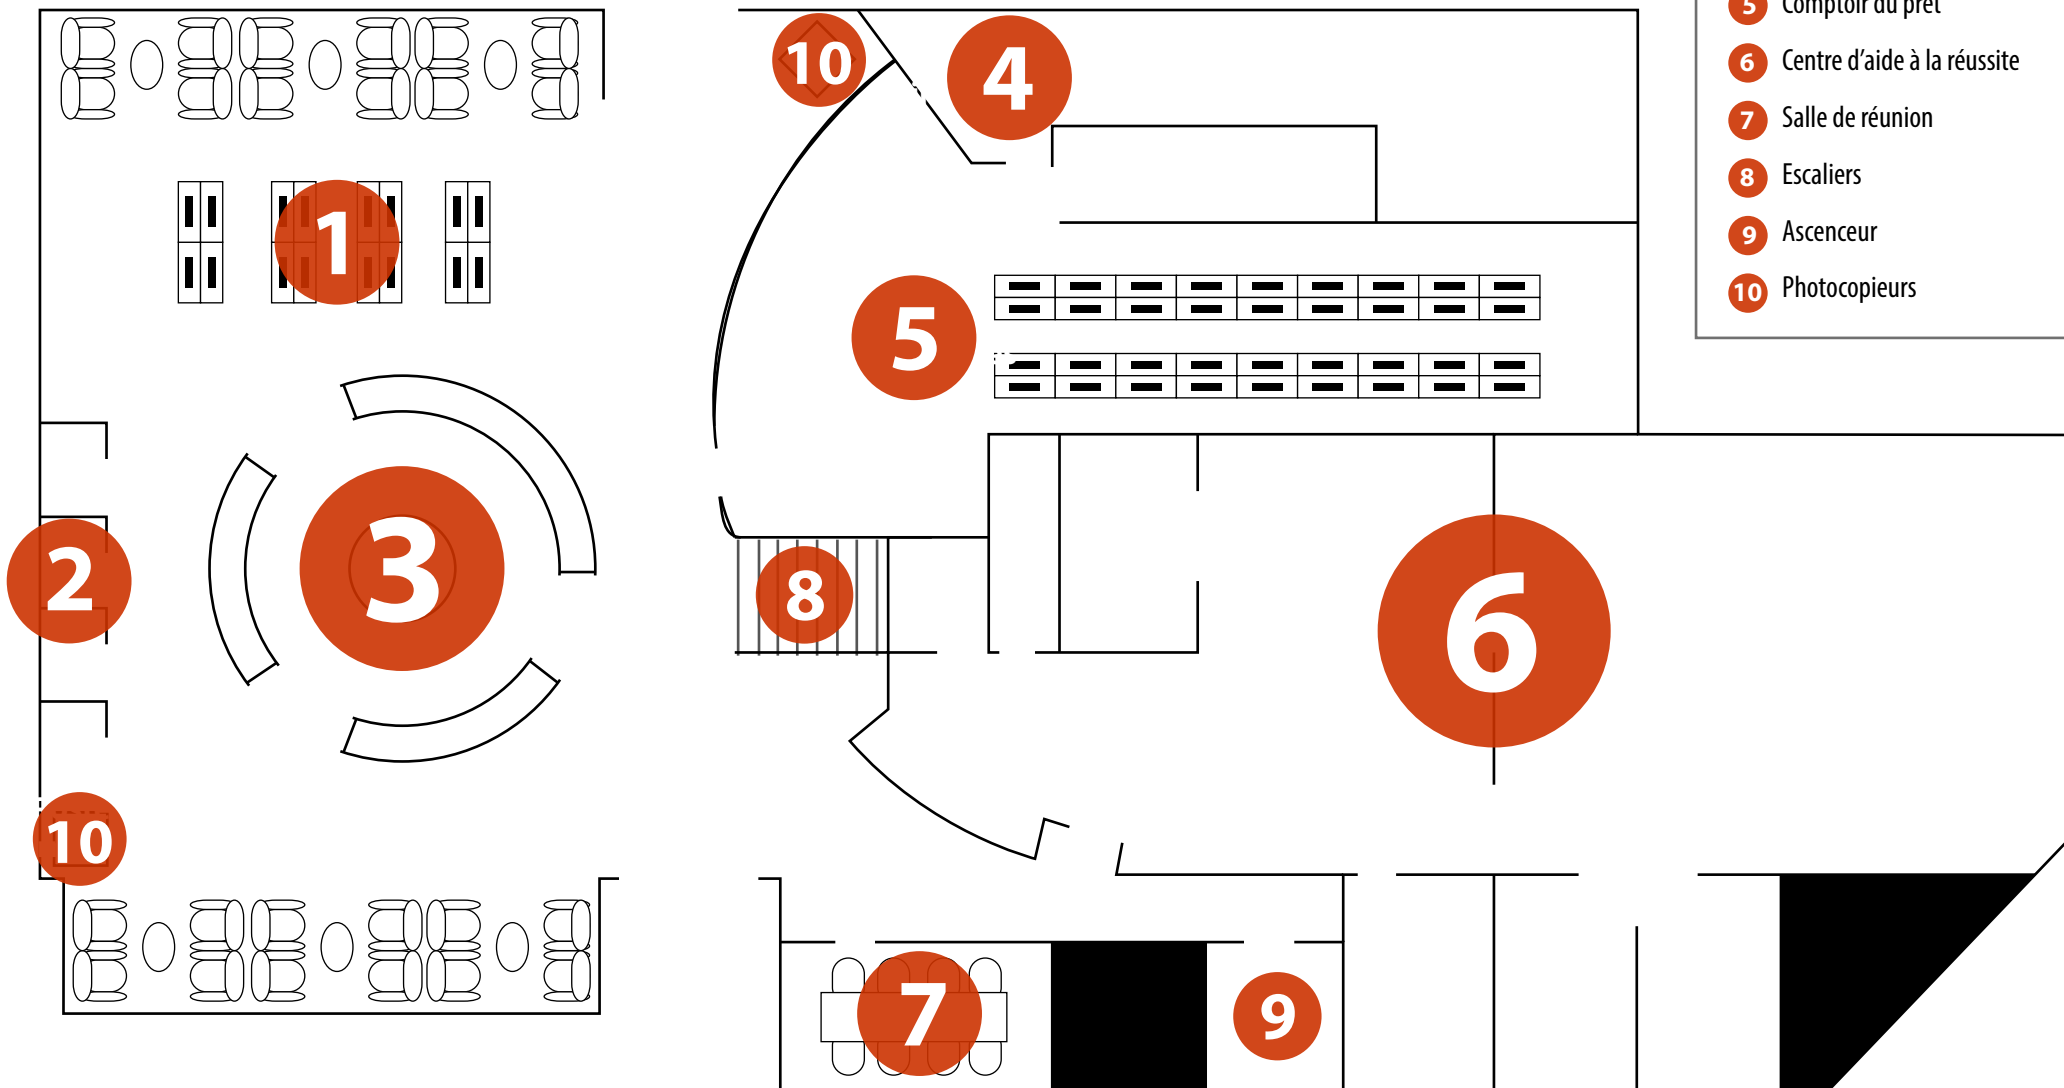 10
4
5 Comptoir du prêt
6 Centre d'aide à la réussite
7 Salle de réunion
8 Escaliers
9 Ascenceur
10 Photocopieurs
1
5
2
3
8
6
10
7
9